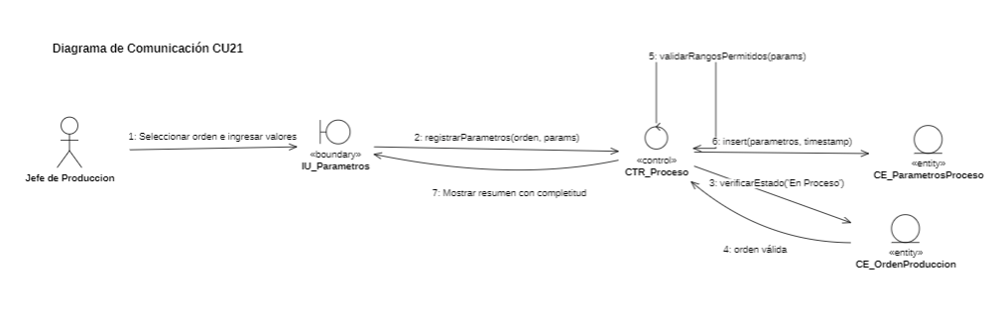 Diagrama de Comunicación CU21
5: validarRangosPermitidos(params)
1: Seleccionar orden e ingresar valores
2: registrarParametros(orden, params)
6: insert(parametros, timestamp)
«boundary»
IU_Parametros
«control»
CTR_Proceso
«entity»
CE_ParametrosProceso
Jefe de Produccion
3: verificarEstado('En Proceso')
7: Mostrar resumen con completitud
4: orden válida
«entity»
CE_OrdenProduccion